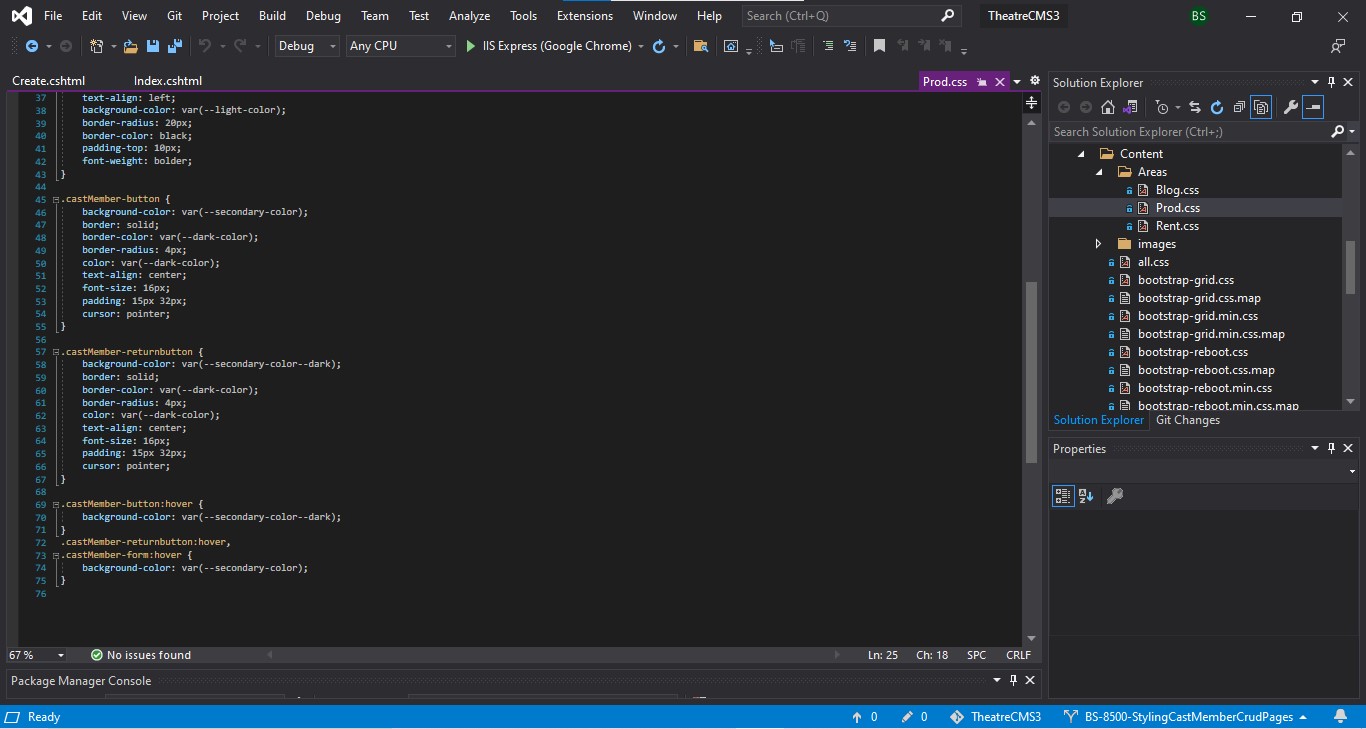 File Edit View Git Project Build Debug Team Test Analyze Tools Extensions Window Help Search (Ctrl+Q) TheatreCMS3 BS
Debug Any CPU IIS Express (Google Chrome)
Create.cshtml Index.cshtml Prod.css
37 text-align: left;
38 background-color: var(--light-color);
39 border-radius: 20px;
40 border-color: black;
41 padding-top: 10px;
42 font-weight: bolder;
43 }
44
45 .castMember-button {
46 background-color: var(--secondary-color);
47 border: solid;
48 border-color: var(--dark-color);
49 border-radius: 4px;
50 color: var(--dark-color);
51 text-align: center;
52 font-size: 16px;
53 padding: 15px 32px;
54 cursor: pointer;
55 }
56
57 .castMember-returnbutton {
58 background-color: var(--secondary-color--dark);
59 border: solid;
60 border-color: var(--dark-color);
61 border-radius: 4px;
62 color: var(--dark-color);
63 text-align: center;
64 font-size: 16px;
65 padding: 15px 32px;
66 cursor: pointer;
67 }
68
69 .castMember-button:hover {
70 background-color: var(--secondary-color--dark);
71 }
72 .castMember-returnbutton:hover,
73 .castMember-form:hover {
74 background-color: var(--secondary-color);
75 }
76
67 % No issues found Ln: 25 Ch: 18 SPC CRLF
Package Manager Console
Solution Explorer
Search Solution Explorer (Ctrl+;)
Content
Areas
Blog.css
Prod.css
Rent.css
images
all.css
bootstrap-grid.css
bootstrap-grid.css.map
bootstrap-grid.min.css
bootstrap-grid.min.css.map
bootstrap-reboot.css
bootstrap-reboot.css.map
bootstrap-reboot.min.css
bootstrap-reboot.min.css.map
Solution Explorer Git Changes
Properties
Ready 0 0 TheatreCMS3 BS-8500-StylingCastMemberCrudPages